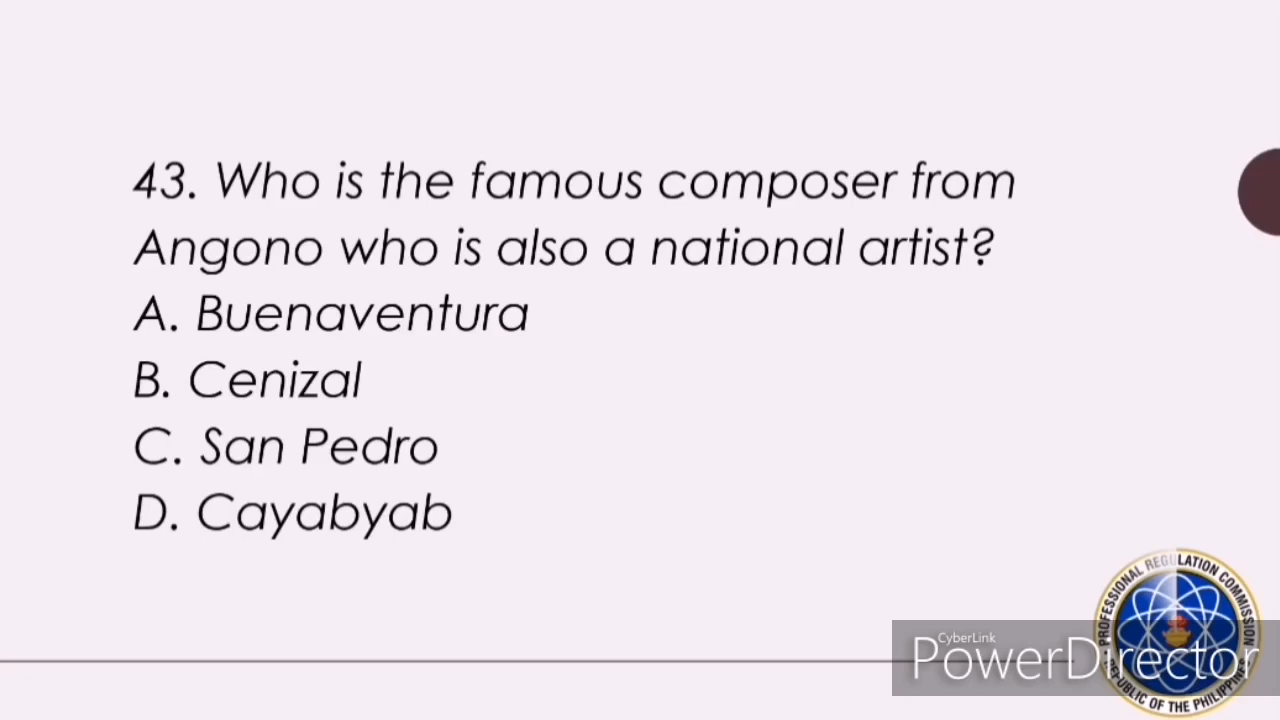 43. Who is the famous composer from
Angono who is also a national artist?
A. Buenaventura
B. Cenizal
C. San Pedro
D. Cayabyab
PROFESSIONAL REGULATION COMMISSION
CyberLink
PowerDirector
REPUBLIC OF THE PHILIPPINES